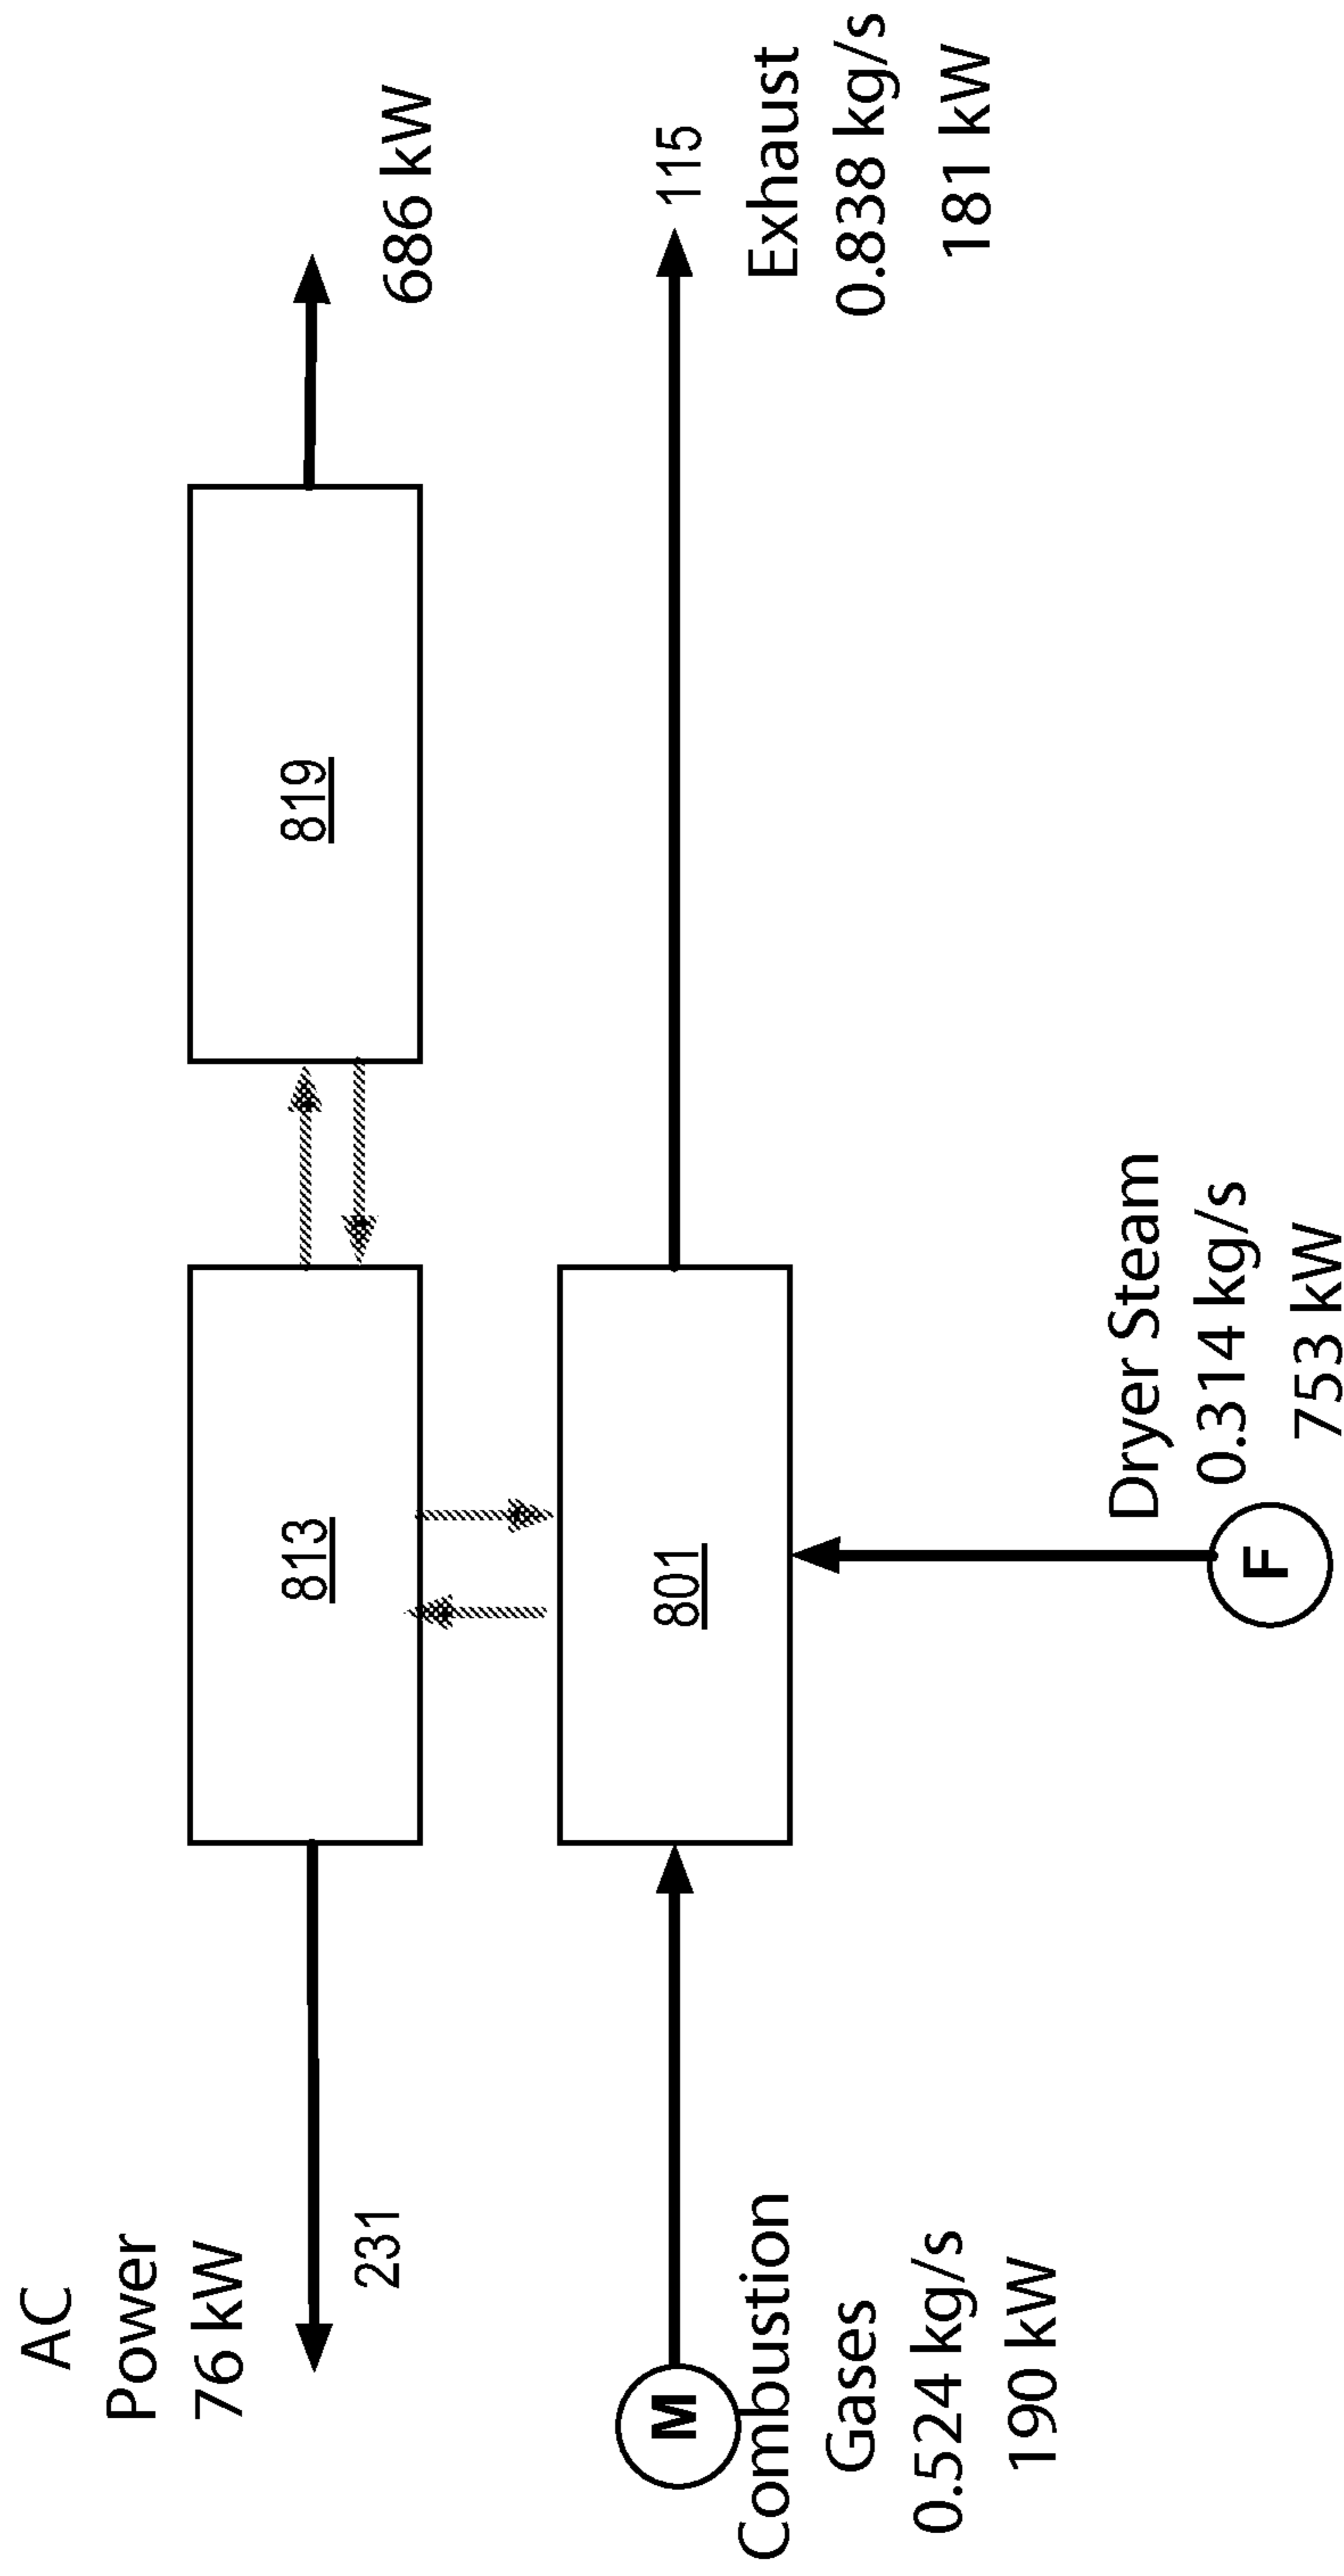 AC
Power
76 kW
231
813
819
686 kW
M
Combustion
Gases
0.524 kg/s
190 kW
801
115
Exhaust
0.838 kg/s
181 kW
F
Dryer Steam
0.314 kg/s
753 kW